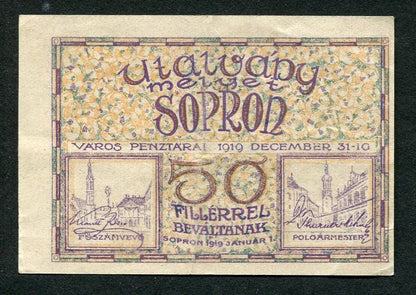 Utalvány
melyet
SOPRON
VÁROS PÉNZTÁRAI 1919 DECEMBER 31-IG
50
FILLÉRREL
BEVÁLTANAK
SOPRON 1919 JANUÁR 1.
FŐSZÁMVEVŐ
POLGÁRMESTER